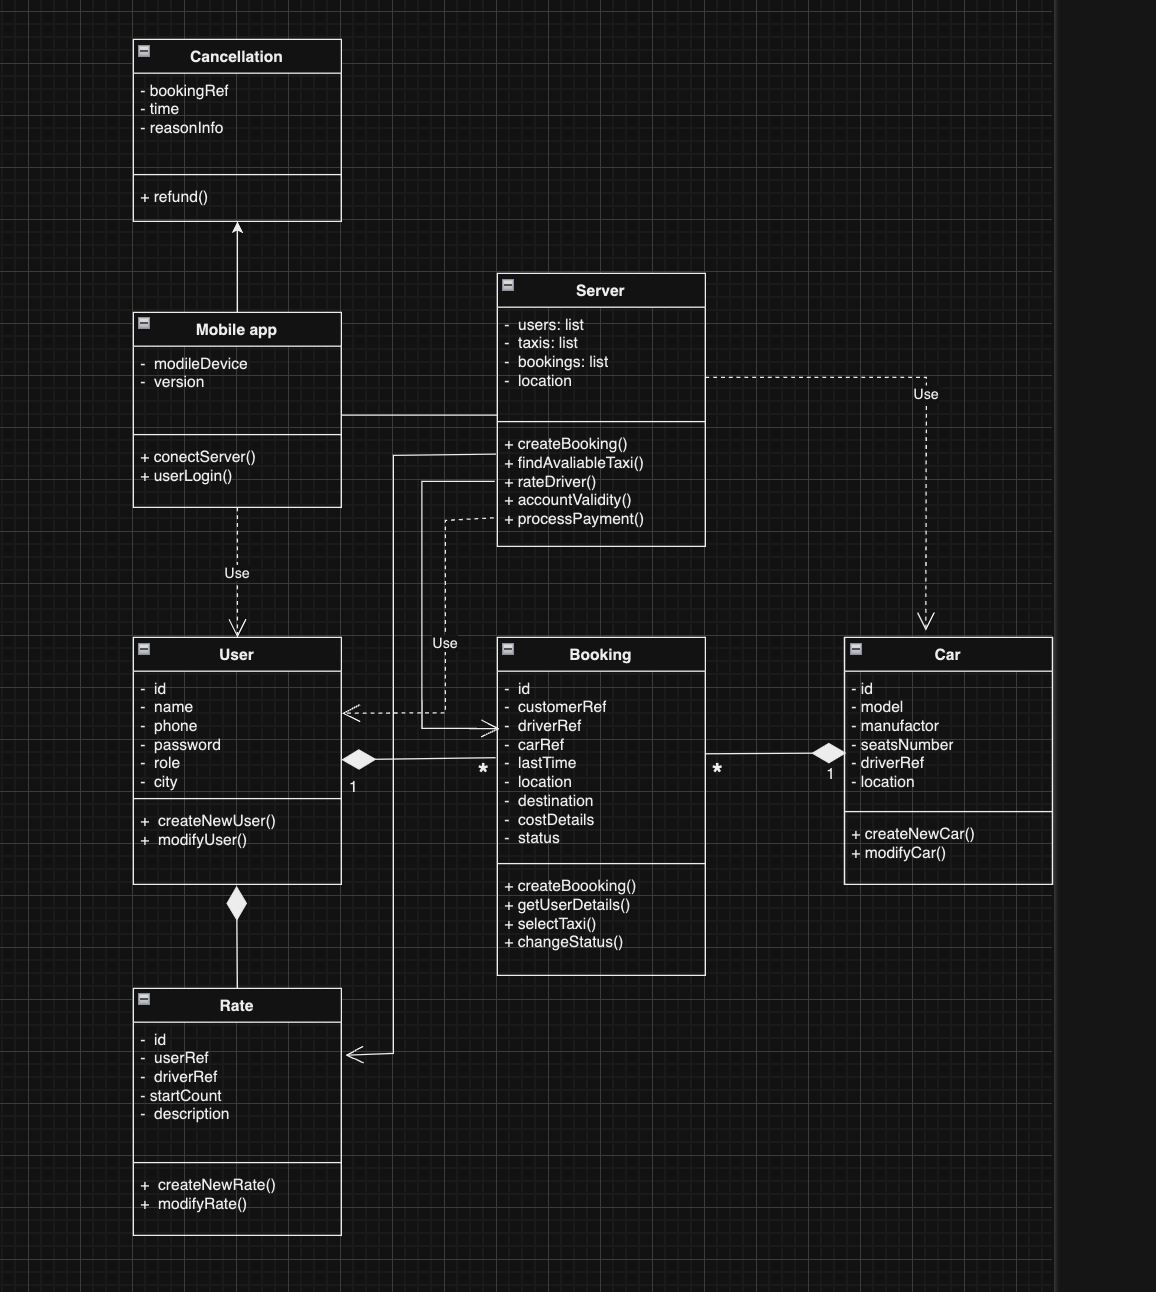 Cancellation
- bookingRef
- time
- reasonInfo
+ refund()
Mobile app
- modileDevice
- version
+ conectServer()
+ userLogin()
Server
- users: list
- taxis: list
- bookings: list
- location
+ createBooking()
+ findAvaliableTaxi()
+ rateDriver()
+ accountValidity()
+ processPayment()
Use
Use
Use
User
- id
- name
- phone
- password
- role
- city
+ createNewUser()
+ modifyUser()
1
*
Booking
- id
- customerRef
- driverRef
- carRef
- lastTime
- location
- destination
- costDetails
- status
+ createBoooking()
+ getUserDetails()
+ selectTaxi()
+ changeStatus()
*
1
Car
- id
- model
- manufactor
- seatsNumber
- driverRef
- location
+ createNewCar()
+ modifyCar()
Rate
- id
- userRef
- driverRef
- startCount
- description
+ createNewRate()
+ modifyRate()